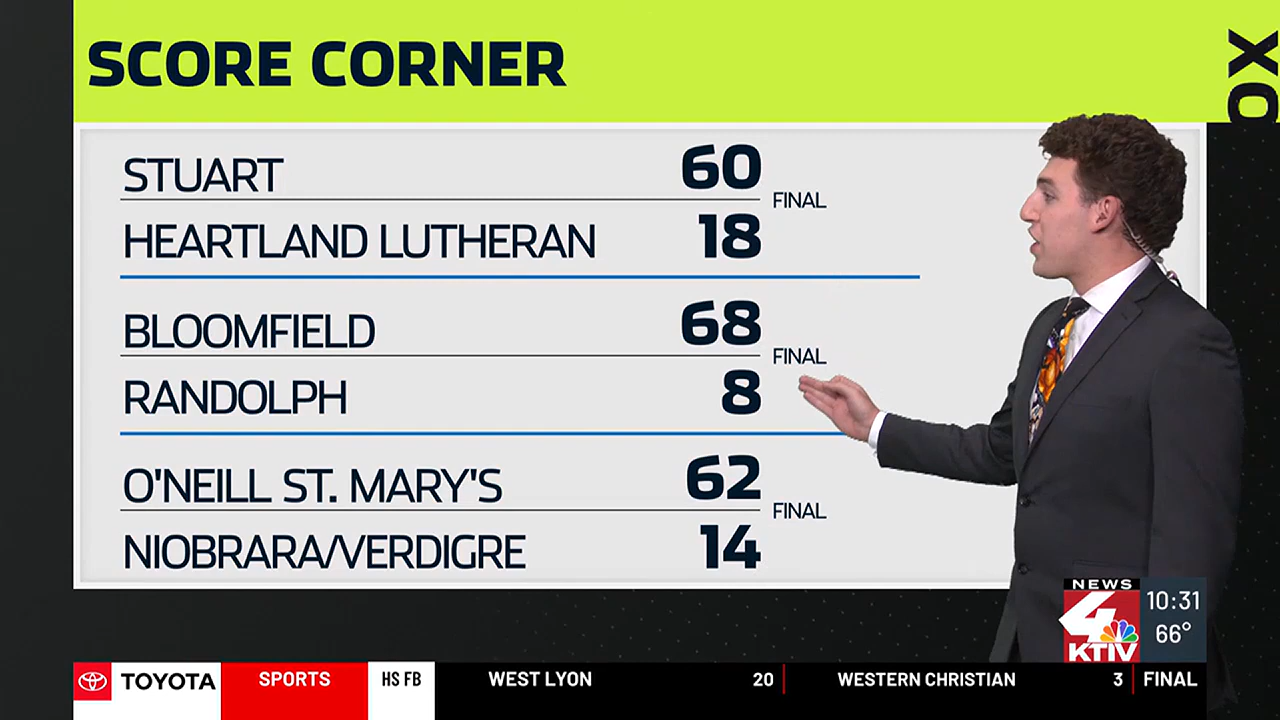 SCORE CORNER
XO
STUART 60
FINAL
HEARTLAND LUTHERAN 18
BLOOMFIELD 68
FINAL
RANDOLPH 8
O'NEILL ST. MARY'S 62
FINAL
NIOBRARA/VERDIGRE 14
NEWS
4
KTIV
10:31
66°
TOYOTA SPORTS HS FB WEST LYON 20 WESTERN CHRISTIAN 3 FINAL